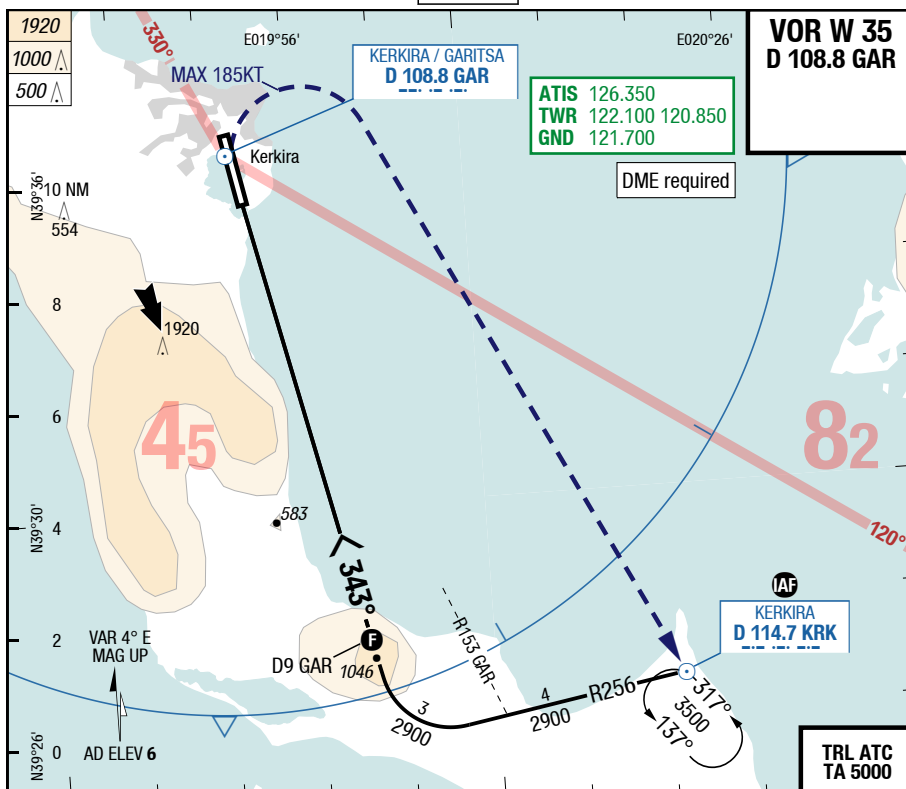 1920
1000
500
330°
MAX 185KT
E019°56'
KERKIRA / GARITSA
D 108.8 GAR
E020°26'
VOR W 35
D 108.8 GAR
ATIS 126.350
TWR 122.100 120.850
GND 121.700
DME required
Kerkira
N39°36'
10 NM
554
8
1920
6
45
82
583
N39°30'
4
120°
343°
IAF
KERKIRA
D 114.7 KRK
VAR 4° E
MAG UP
2
F
D9 GAR
1046
R153 GAR
3
2900
4
2900
R256
317°
3500
137°
N39°26'
0
AD ELEV 6
TRL ATC
TA 5000